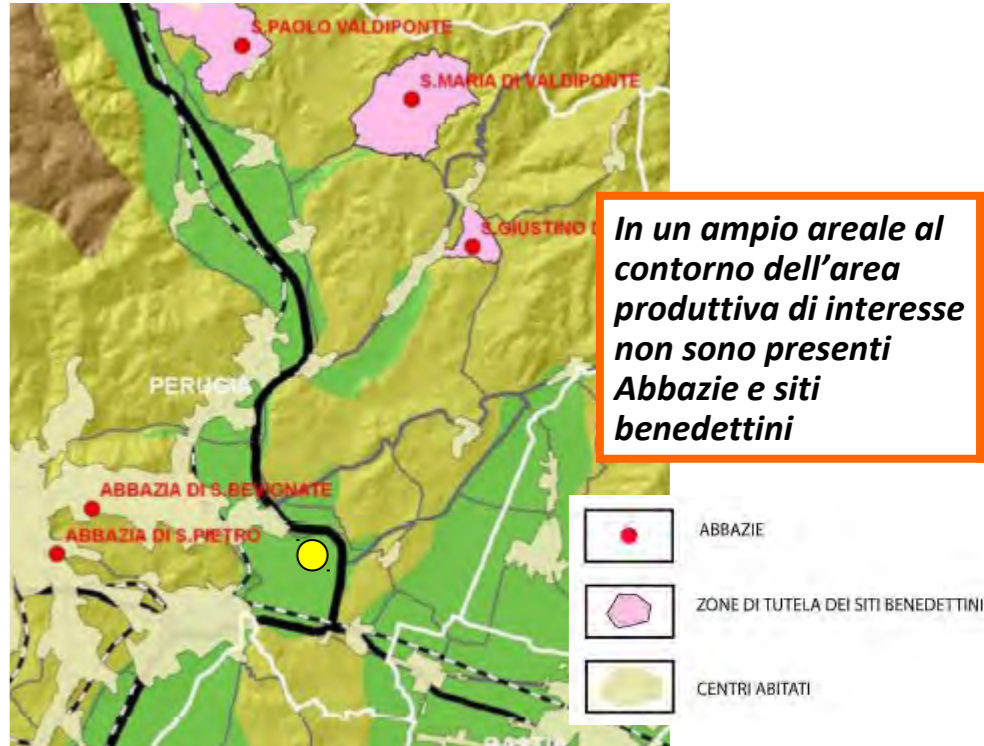 S.PAOLO VALDIPONTE
S.MARIA DI VALDIPONTE
S.GIUSTINO D
PERUGIA
ABBAZIA DI S.BEVIGNATE
ABBAZIA DI S.PIETRO
BASTIA
In un ampio areale al
contorno dell’area
produttiva di interesse
non sono presenti
Abbazie e siti
benedettini
ABBAZIE
ZONE DI TUTELA DEI SITI BENEDETTINI
CENTRI ABITATI